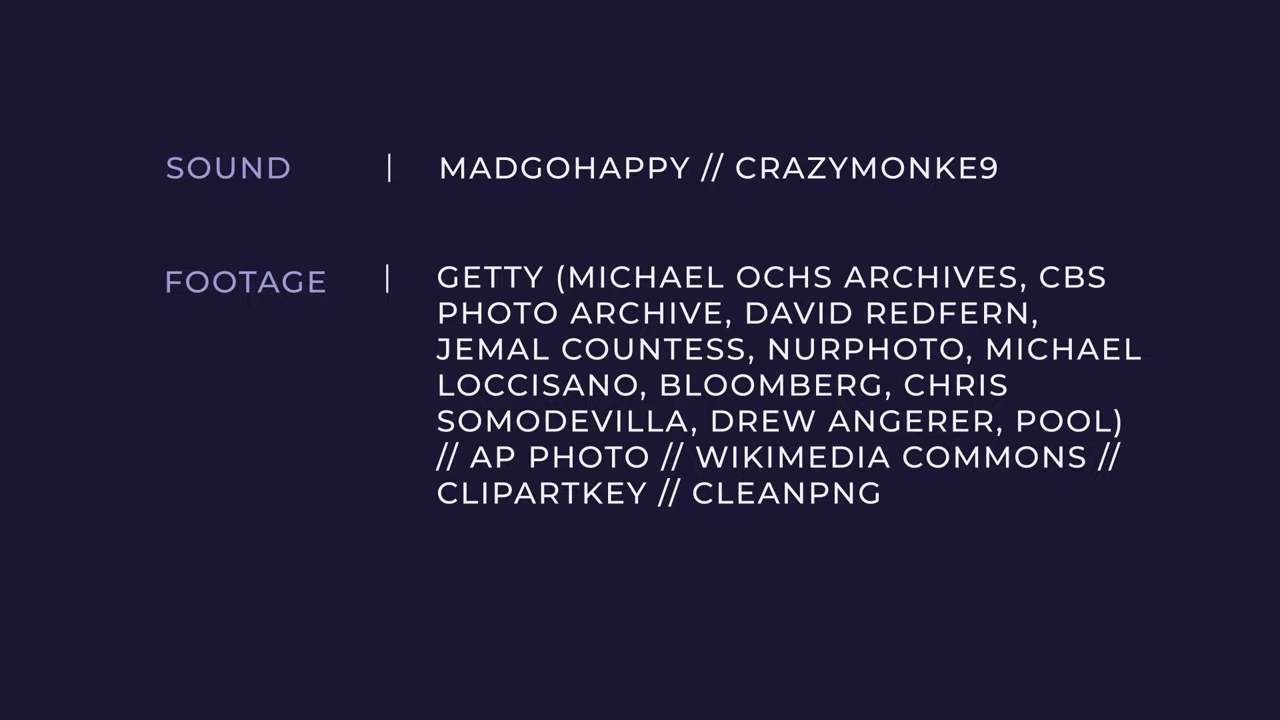 SOUND | MADGOHAPPY // CRAZYMONKE9
FOOTAGE | GETTY (MICHAEL OCHS ARCHIVES, CBS
PHOTO ARCHIVE, DAVID REDFERN,
JEMAL COUNTESS, NURPHOTO, MICHAEL
LOCCISANO, BLOOMBERG, CHRIS
SOMODEVILLA, DREW ANGERER, POOL)
// AP PHOTO // WIKIMEDIA COMMONS //
CLIPARTKEY // CLEANPNG